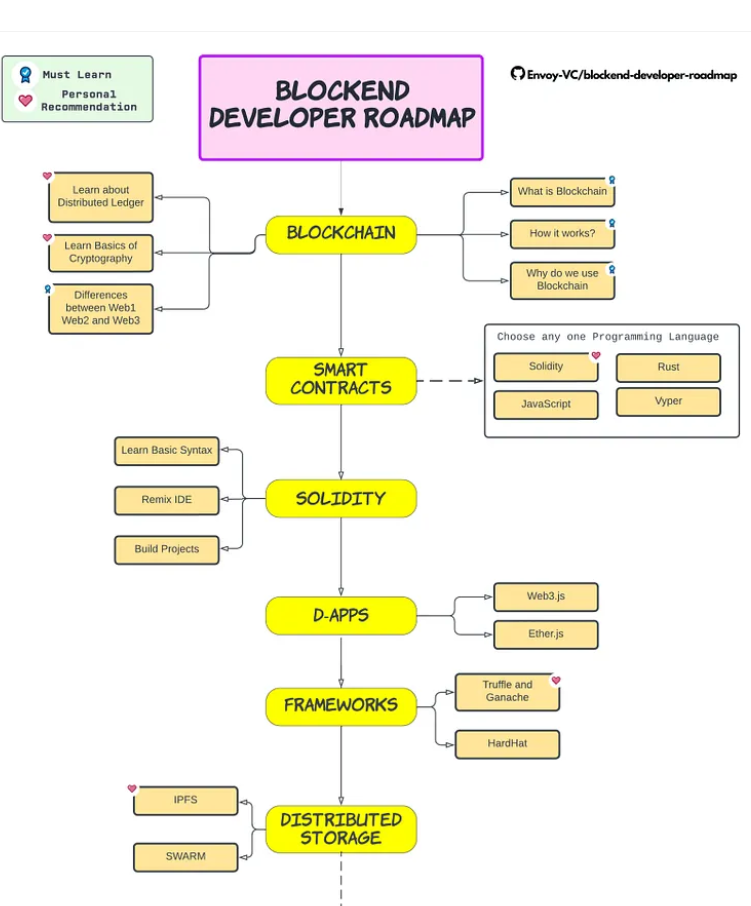 Must Learn
Personal
Recommendation
BLOCKEND
DEVELOPER ROADMAP
Envoy-VC/blockend-developer-roadmap
Learn about
Distributed Ledger
Learn Basics of
Cryptography
Differences
between Web1
Web2 and Web3
BLOCKCHAIN
What is Blockchain
How it works?
Why do we use
Blockchain
SMART
CONTRACTS
Choose any one Programming Language
Solidity
Rust
JavaScript
Vyper
Learn Basic Syntax
Remix IDE
Build Projects
SOLIDITY
D-APPS
Web3.js
Ether.js
FRAMEWORKS
Truffle and
Ganache
HardHat
IPFS
SWARM
DISTRIBUTED
STORAGE